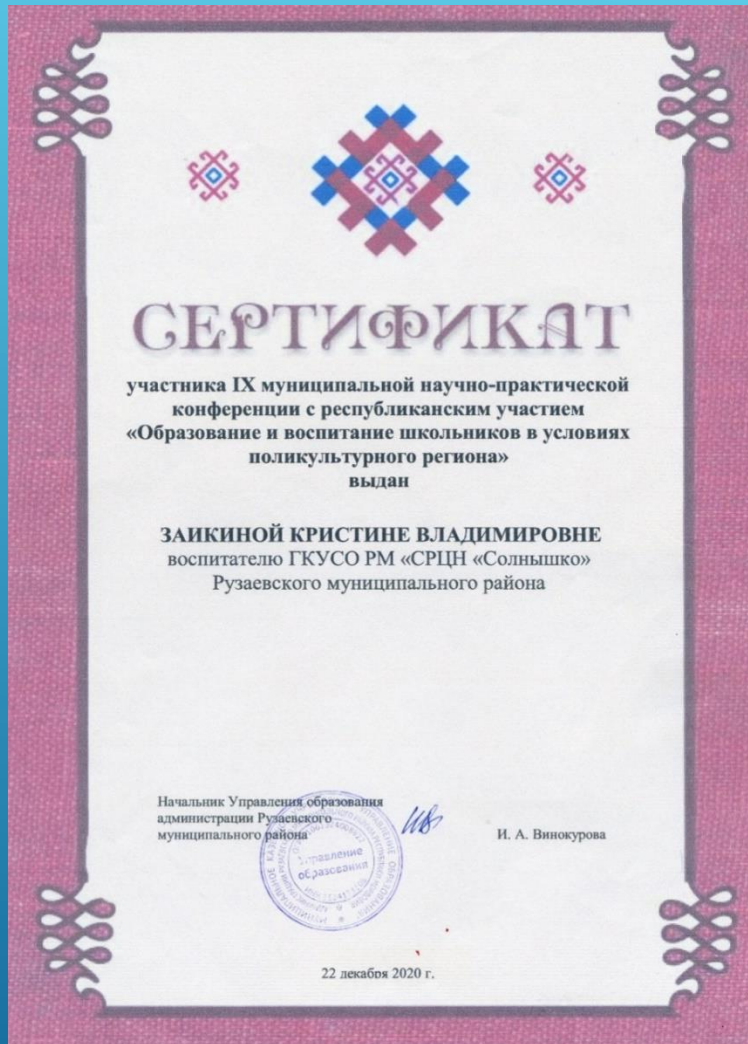 СЕРТИФИКАТ
участника IX муниципальной научно-практической
конференции с республиканским участием
«Образование и воспитание школьников в условиях
поликультурного региона»
выдан
ЗАИКИНОЙ КРИСТИНЕ ВЛАДИМИРОВНЕ
воспитателю ГКУСО РМ «СРЦН «Солнышко»
Рузаевского муниципального района
Начальник Управления образования
администрации Рузаевского
муниципального района
И. А. Винокурова
Управление
образования
22 декабря 2020 г.